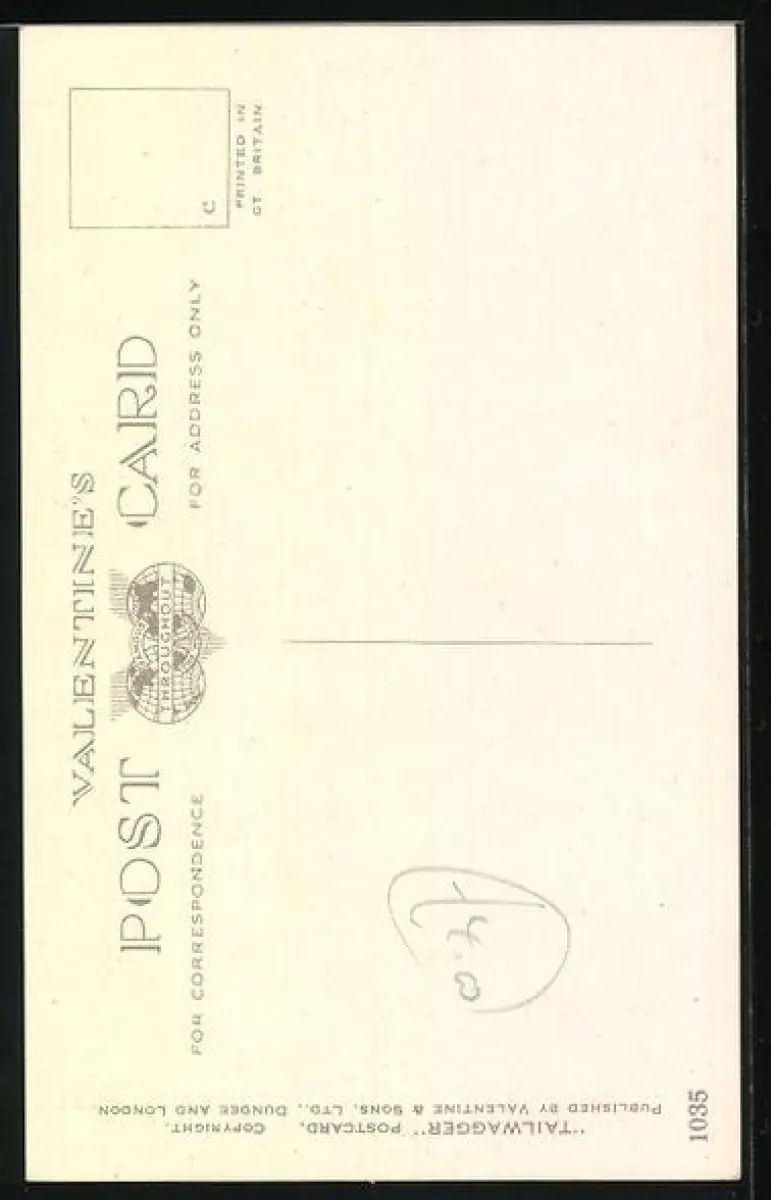 VALENTINE'S
POST CARD
THROUGHOUT
FOR CORRESPONDENCE
FOR ADDRESS ONLY
C
PRINTED IN
GT. BRITAIN
"TAILWAGGER" POSTCARD, COPYRIGHT.
PUBLISHED BY VALENTINE & SONS, LTD., DUNDEE AND LONDON
1035